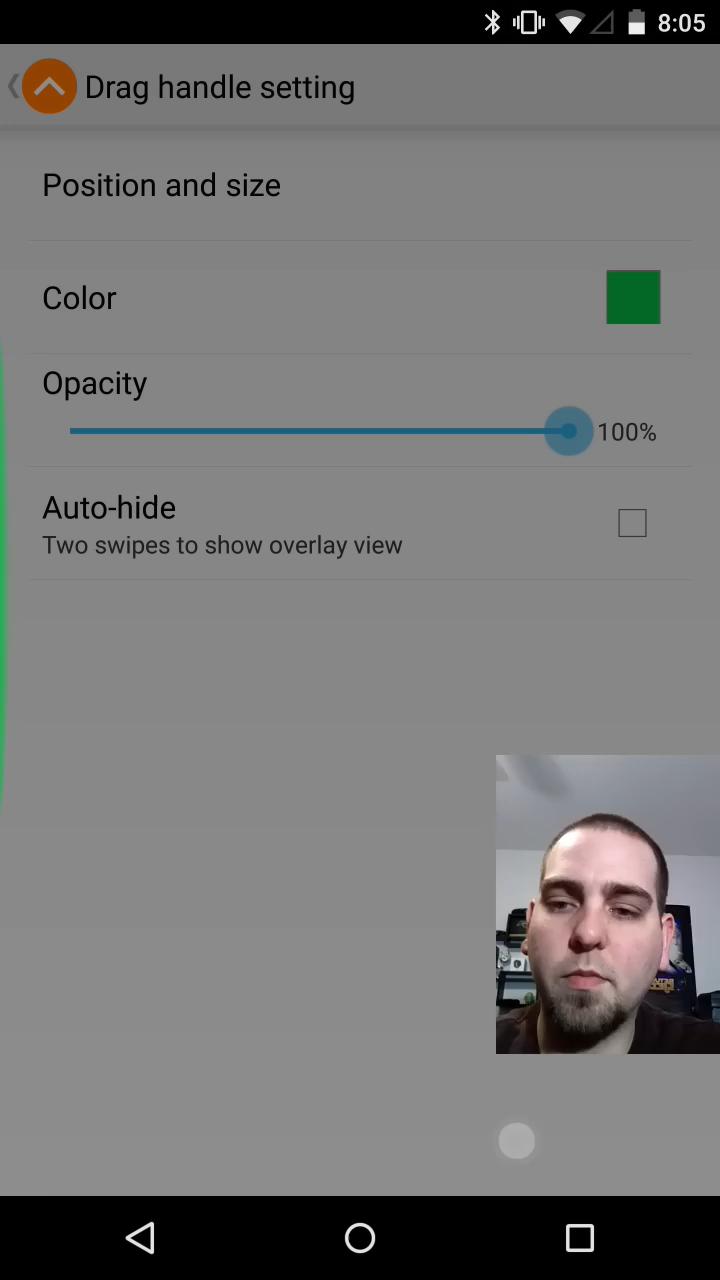 8:05
Drag handle setting
Position and size
Color
Opacity
100%
Auto-hide
Two swipes to show overlay view